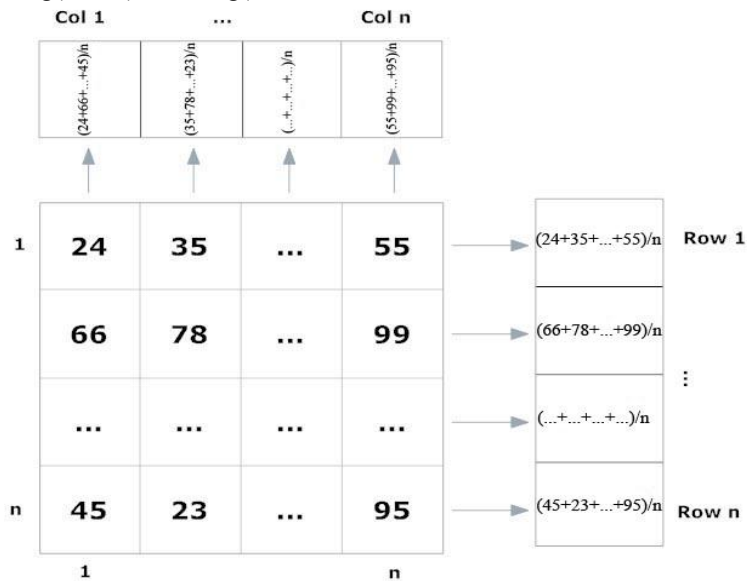 Col 1 ... Col n
(24+66+...+45)/n (35+78+...+23)/n (...+...+...+...)/n (55+99+...+95)/n
1 24 35 ... 55 (24+35+...+55)/n Row 1
66 78 ... 99 (66+78+...+99)/n
...
... ... ... ... (...+...+...+...)/n
n 45 23 ... 95 (45+23+...+95)/n Row n
1 n